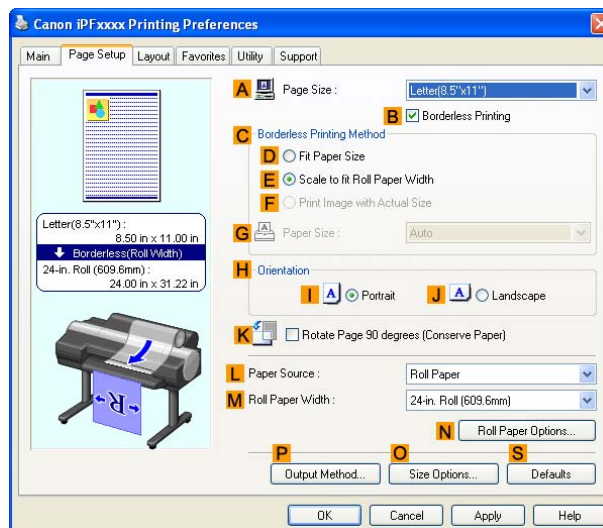 Canon iPFxxxx Printing Preferences
Main Page Setup Layout Favorites Utility Support
A Page Size : Letter(8.5"x11")
B Borderless Printing
C Borderless Printing Method
D Fit Paper Size
E Scale to fit Roll Paper Width
F Print Image with Actual Size
G Paper Size : Auto
Letter(8.5"x11") :
8.50 in x 11.00 in
Borderless(Roll Width)
24-in. Roll (609.6mm) :
24.00 in x 31.22 in
H Orientation
I A Portrait J A Landscape
K Rotate Page 90 degrees (Conserve Paper)
R
L Paper Source : Roll Paper
M Roll Paper Width : 24-in. Roll (609.6mm)
N Roll Paper Options...
P O S
Output Method... Size Options... Defaults
OK Cancel Apply Help